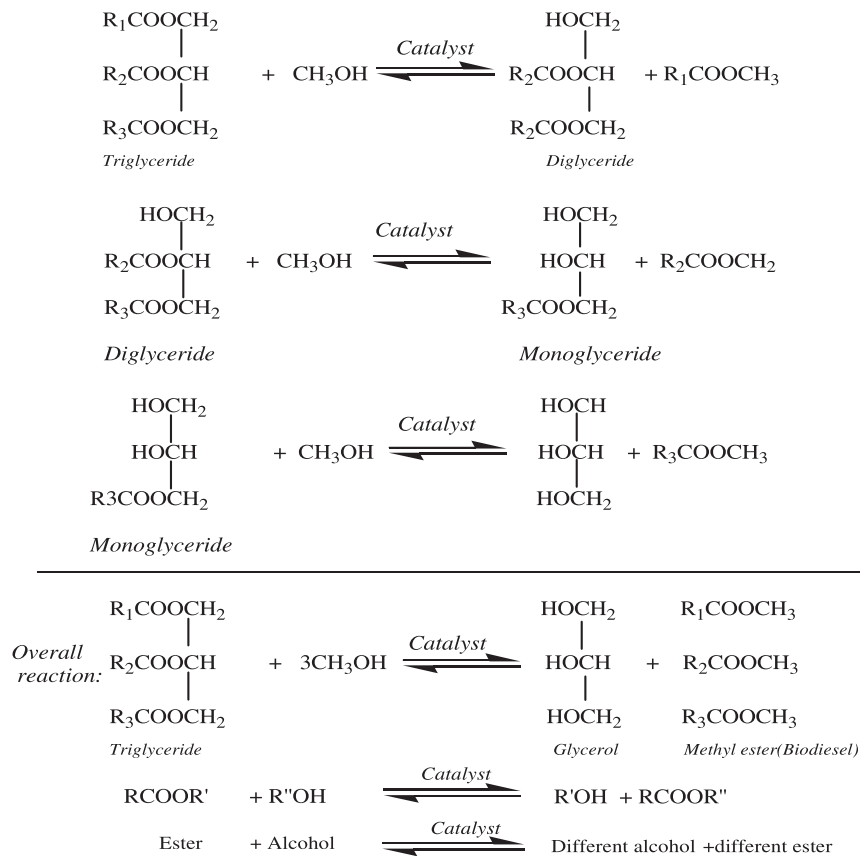 R₁COOCH₂ HOCH₂
Catalyst
R₂COOCH + CH₃OH R₂COOCH + R₁COOCH₃
R₃COOCH₂ R₂COOCH₂
Triglyceride Diglyceride
HOCH₂ HOCH₂
Catalyst
R₂COOCH + CH₃OH HOCH + R₂COOCH₂
R₃COOCH₂ R₃COOCH₂
Diglyceride Monoglyceride
HOCH₂ HOCH
Catalyst
HOCH + CH₃OH HOCH + R₃COOCH₃
R3COOCH₂ HOCH₂
Monoglyceride
R₁COOCH₂ HOCH₂ R₁COOCH₃
Catalyst
Overall
reaction: R₂COOCH + 3CH₃OH HOCH + R₂COOCH₃
R₃COOCH₂ HOCH₂ R₃COOCH₃
Triglyceride Glycerol Methyl ester(Biodiesel)
Catalyst
RCOOR' + R''OH R'OH + RCOOR''
Catalyst
Ester + Alcohol Different alcohol +different ester